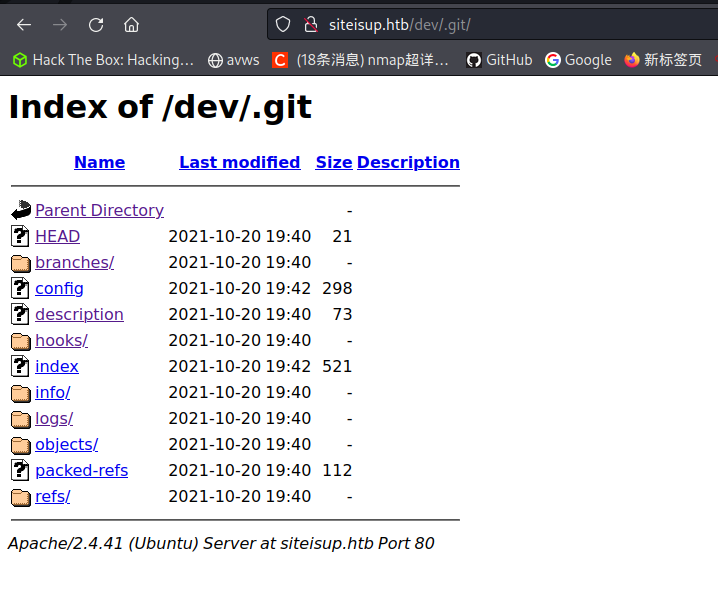 siteisup.htb/dev/.git/
Hack The Box: Hacking... avws (18条消息) nmap超详… GitHub Google 新标签页
Index of /dev/.git
Name Last modified Size Description
Parent Directory -
HEAD 2021-10-20 19:40 21
branches/ 2021-10-20 19:40 -
config 2021-10-20 19:42 298
description 2021-10-20 19:40 73
hooks/ 2021-10-20 19:40 -
index 2021-10-20 19:42 521
info/ 2021-10-20 19:40 -
logs/ 2021-10-20 19:40 -
objects/ 2021-10-20 19:40 -
packed-refs 2021-10-20 19:40 112
refs/ 2021-10-20 19:40 -
Apache/2.4.41 (Ubuntu) Server at siteisup.htb Port 80